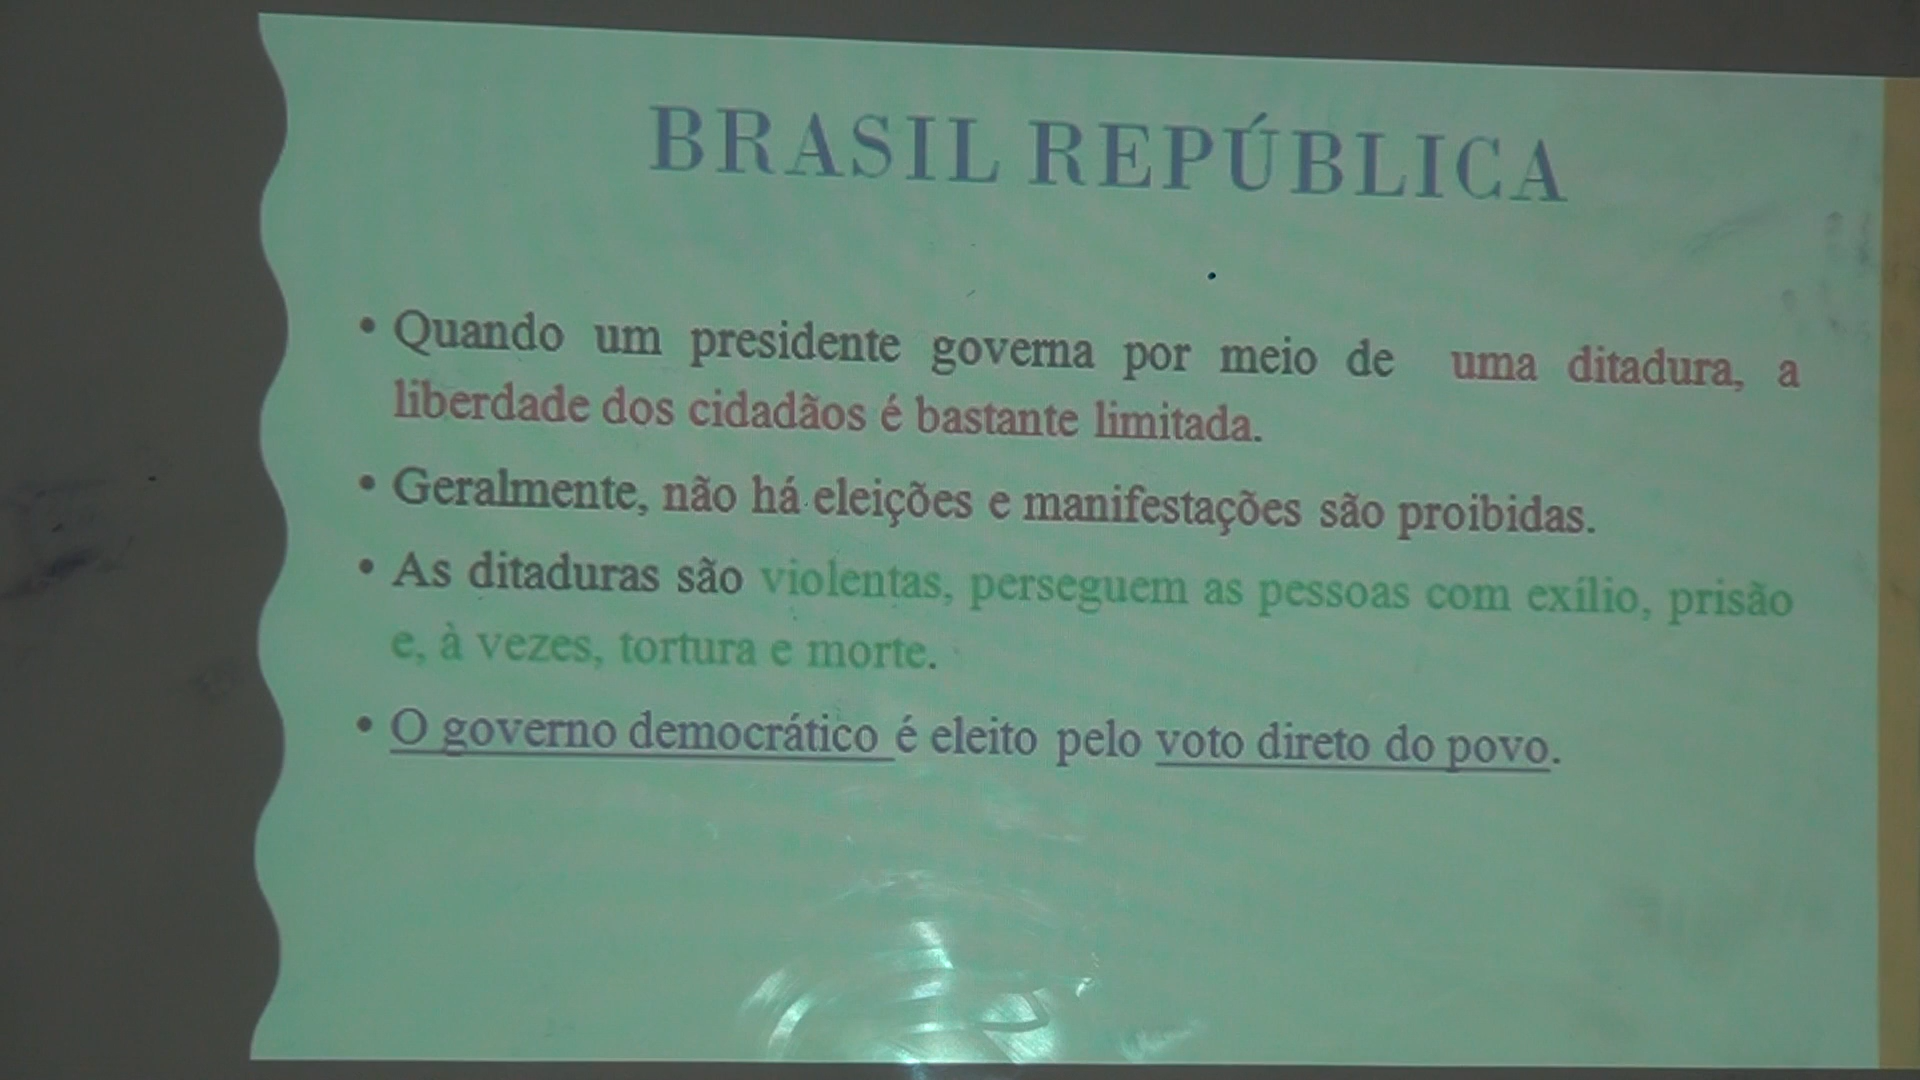 BRASIL REPÚBLICA
• Quando um presidente governa por meio de uma ditadura, a
liberdade dos cidadãos é bastante limitada.
• Geralmente, não há eleições e manifestações são proibidas.
• As ditaduras são violentas, perseguem as pessoas com exílio, prisão
e, à vezes, tortura e morte.
• O governo democrático é eleito pelo voto direto do povo.